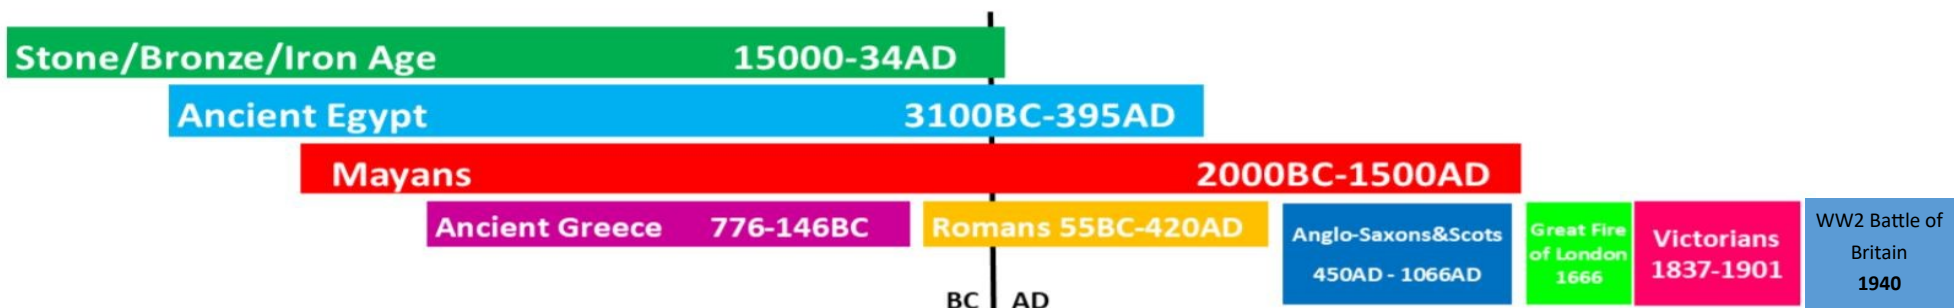 Stone/Bronze/Iron Age 15000-34AD
Ancient Egypt 3100BC-395AD
Mayans 2000BC-1500AD
Ancient Greece 776-146BC
Romans 55BC-420AD
Anglo-Saxons&Scots
450AD - 1066AD
Great Fire
of London
1666
Victorians
1837-1901
WW2 Battle of
Britain
1940
BC AD